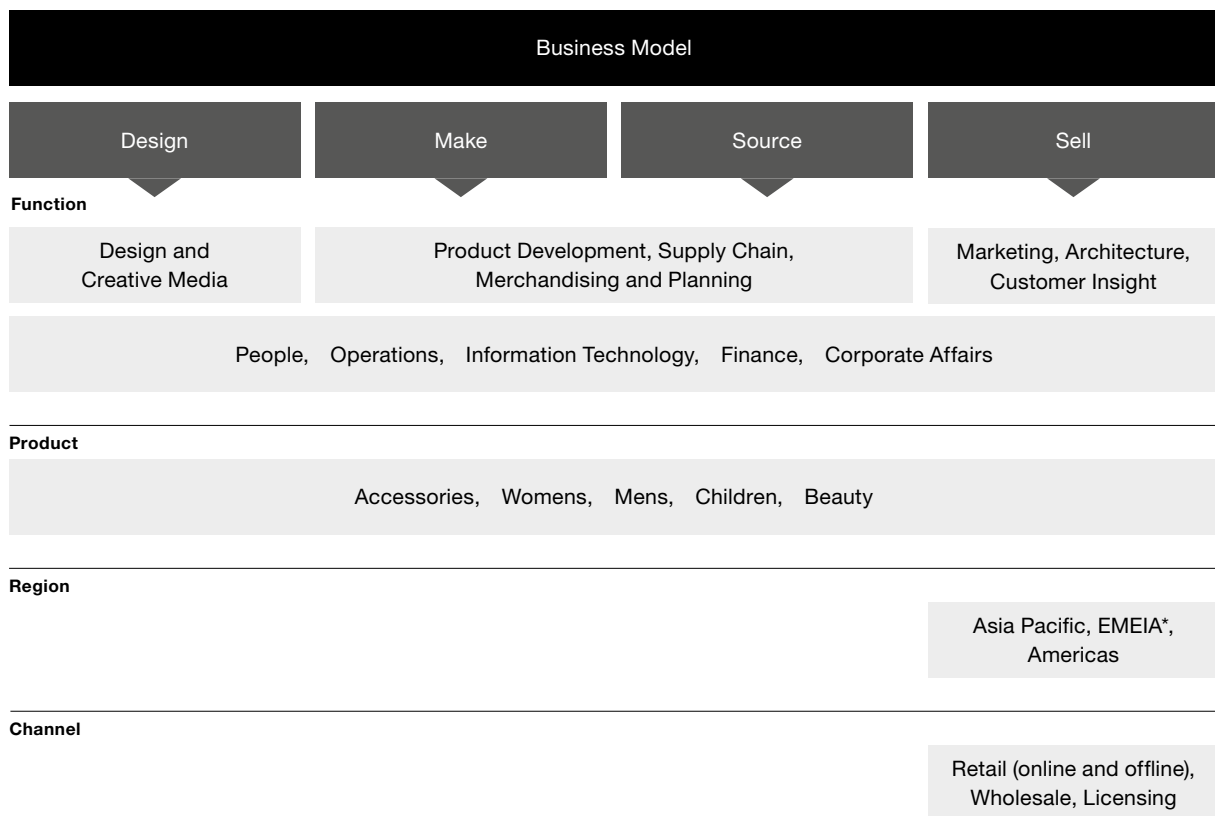 Business Model
Design
Make
Source
Sell
Function
Design and
Creative Media
Product Development, Supply Chain,
Merchandising and Planning
Marketing, Architecture,
Customer Insight
People, Operations, Information Technology, Finance, Corporate Affairs
Product
Accessories, Womens, Mens, Children, Beauty
Region
Asia Pacific, EMEIA*,
Americas
Channel
Retail (online and offline),
Wholesale, Licensing